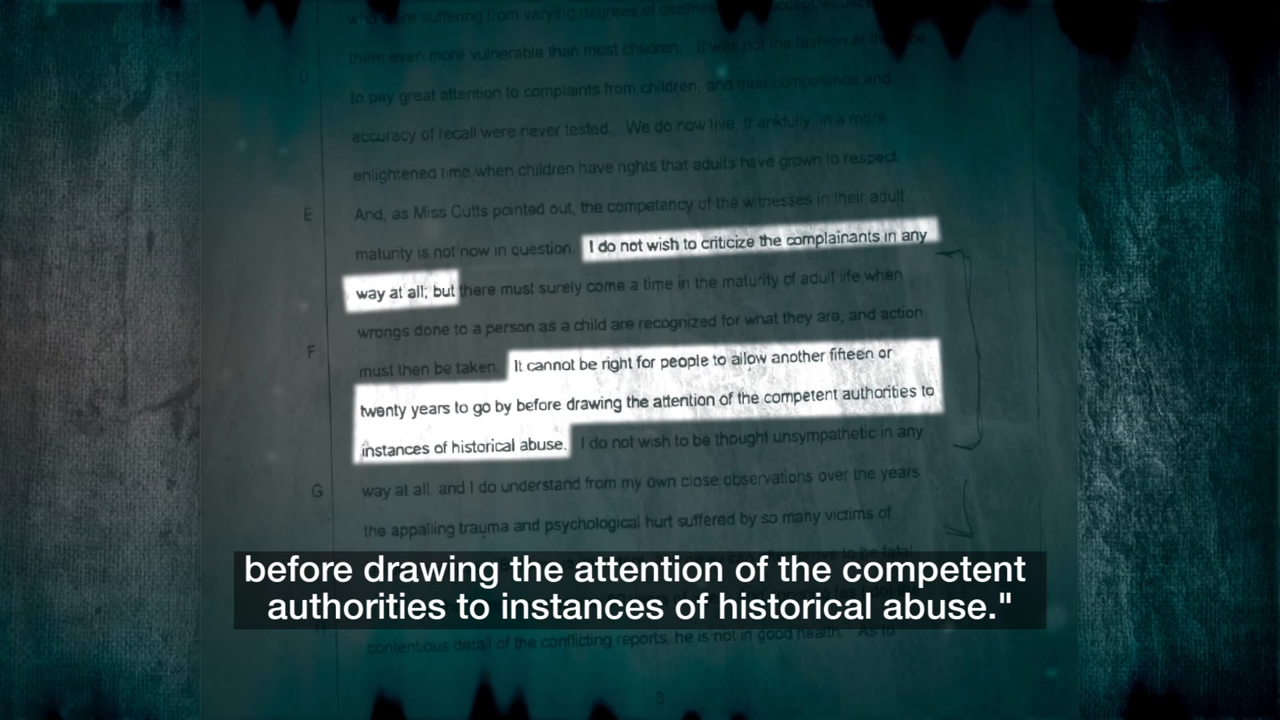 who were suffering from varying degrees of deafness
them even more vulnerable than most children. It was not the fashion at the
D
to pay great attention to complaints from children, and their competence and
accuracy of recall were never tested. We do now live, thankfully, in a more
enlightened time when children have rights that adults have grown to respect.
E And, as Miss Cutts pointed out, the competency of the witnesses in their adult
maturity is not now in question. I do not wish to criticize the complainants in any
way at all; but there must surely come a time in the maturity of adult life when
wrongs done to a person as a child are recognized for what they are, and action
F
must then be taken. It cannot be right for people to allow another fifteen or
twenty years to go by before drawing the attention of the competent authorities to
instances of historical abuse. I do not wish to be thought unsympathetic in any
G way at all, and I do understand from my own close observations over the years
the appalling trauma and psychological hurt suffered by so many victims of
before drawing the attention of the competent
authorities to instances of historical abuse."
contentious detail of the conflicting reports, he is not in good health. As to
3